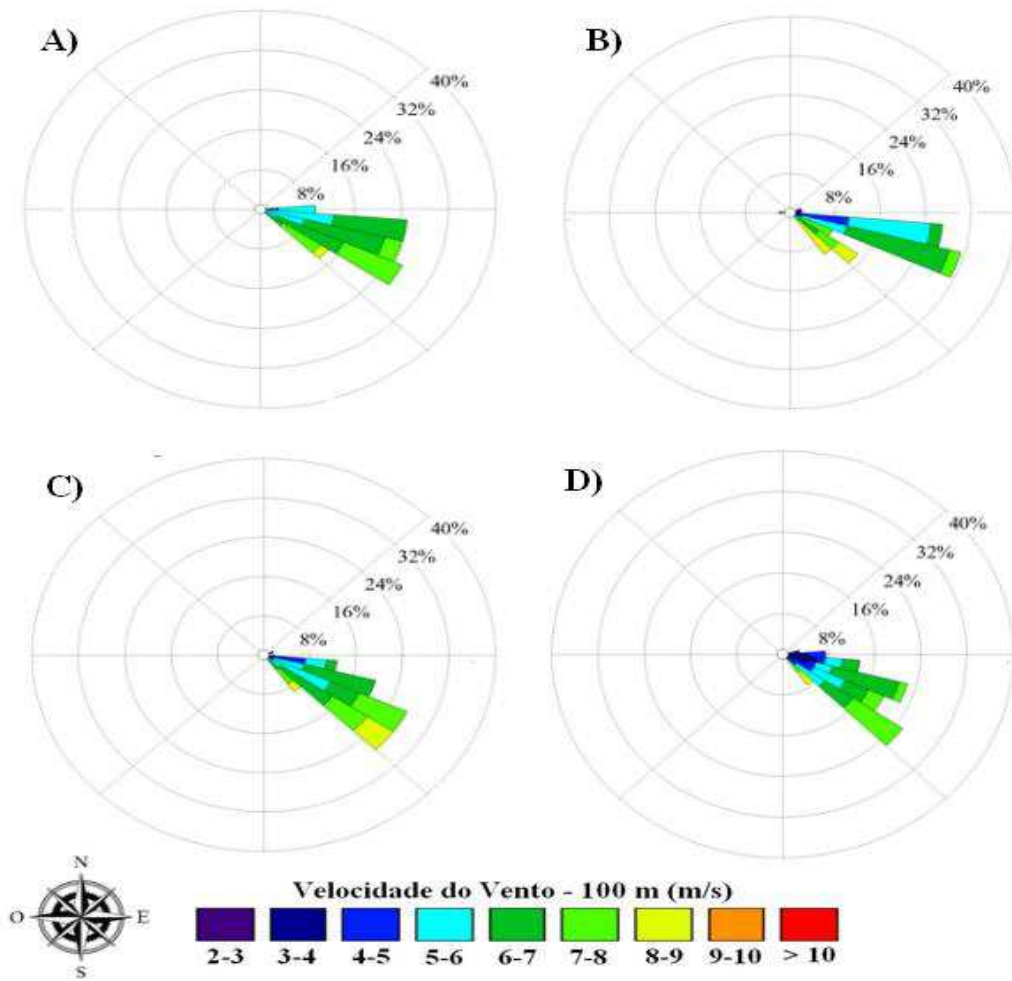 A)
40%
32%
24%
16%
8%
B)
40%
32%
24%
16%
8%
C)
40%
32%
24%
16%
8%
D)
40%
32%
24%
16%
8%
N
O E
S
Velocidade do Vento - 100 m (m/s)
2-3 3-4 4-5 5-6 6-7 7-8 8-9 9-10 > 10